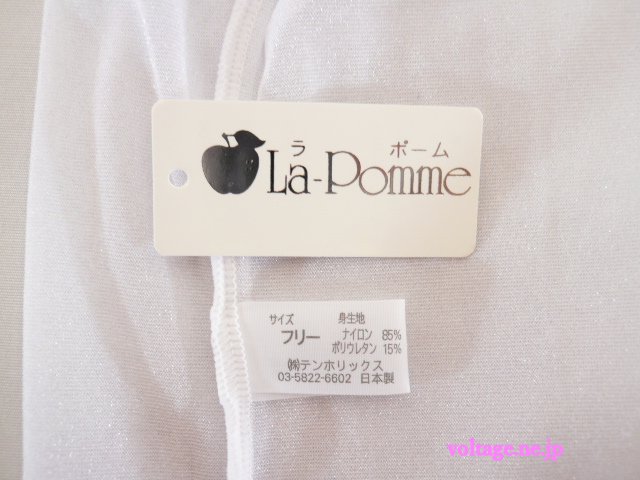 ラ ポーム
La-Pomme
サイズ 身生地
フリー ナイロン 85%
ポリウレタン 15%
㈱テンホリックス
03-5822-6602 日本製
voltage.ne.jp